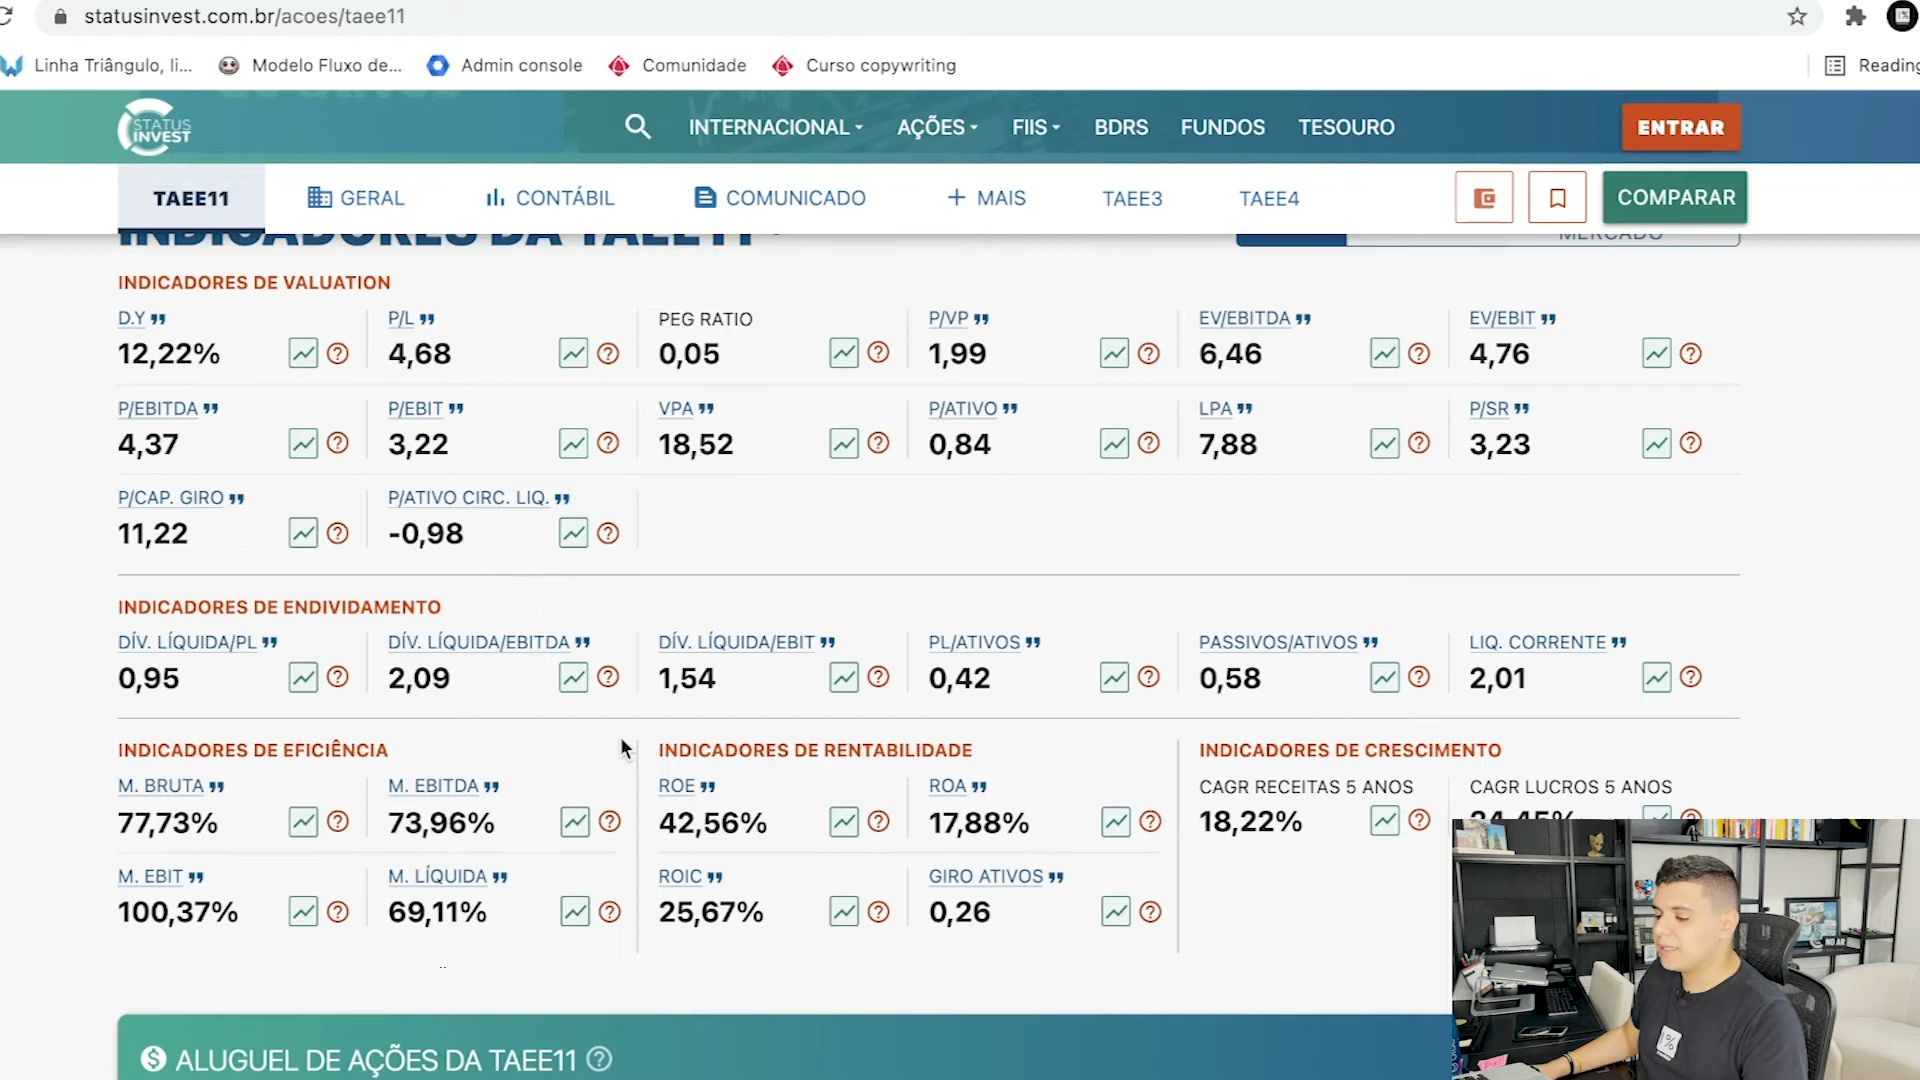 statusinvest.com.br/acoes/taee11
Linha Triângulo, li... Modelo Fluxo de... Admin console Comunidade Curso copywriting Reading
STATUS INVEST
INTERNACIONAL AÇÕES FIIS BDRS FUNDOS TESOURO ENTRAR
TAEE11 GERAL CONTÁBIL COMUNICADO + MAIS TAEE3 TAEE4 COMPARAR
INDICADORES DA TAEE11 MERCADO
INDICADORES DE VALUATION
D.Y P/L PEG RATIO P/VP EV/EBITDA EV/EBIT
12,22% 4,68 0,05 1,99 6,46 4,76
P/EBITDA P/EBIT VPA P/ATIVO LPA P/SR
4,37 3,22 18,52 0,84 7,88 3,23
P/CAP. GIRO P/ATIVO CIRC. LIQ.
11,22 -0,98
INDICADORES DE ENDIVIDAMENTO
DÍV. LÍQUIDA/PL DÍV. LÍQUIDA/EBITDA DÍV. LÍQUIDA/EBIT PL/ATIVOS PASSIVOS/ATIVOS LIQ. CORRENTE
0,95 2,09 1,54 0,42 0,58 2,01
INDICADORES DE EFICIÊNCIA INDICADORES DE RENTABILIDADE INDICADORES DE CRESCIMENTO
M. BRUTA M. EBITDA ROE ROA CAGR RECEITAS 5 ANOS CAGR LUCROS 5 ANOS
77,73% 73,96% 42,56% 17,88% 18,22%
M. EBIT M. LÍQUIDA ROIC GIRO ATIVOS
100,37% 69,11% 25,67% 0,26
NO AR
ALUGUEL DE AÇÕES DA TAEE11